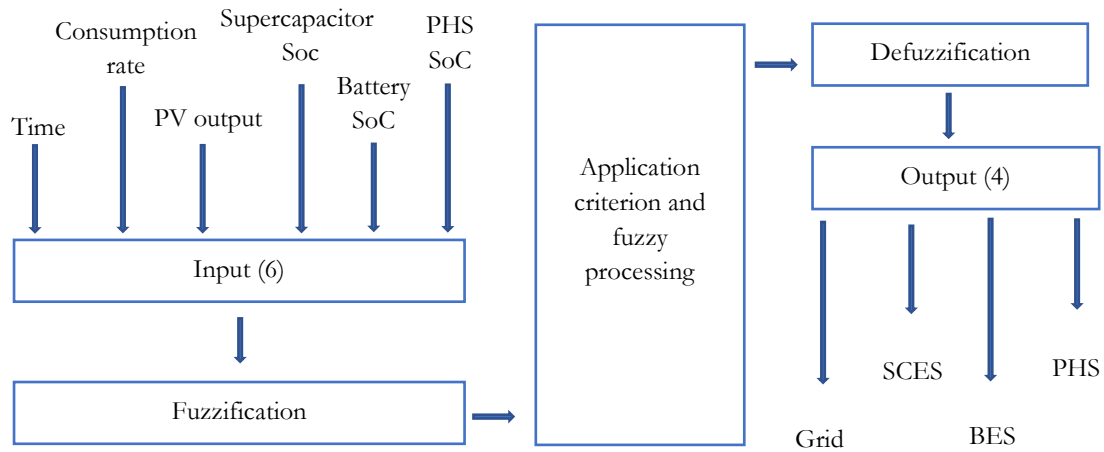 Time
Consumption
rate
PV output
Supercapacitor
Soc
Battery
SoC
PHS
SoC
Input (6)
Fuzzification
Application
criterion and
fuzzy
processing
Defuzzification
Output (4)
Grid
SCES
BES
PHS